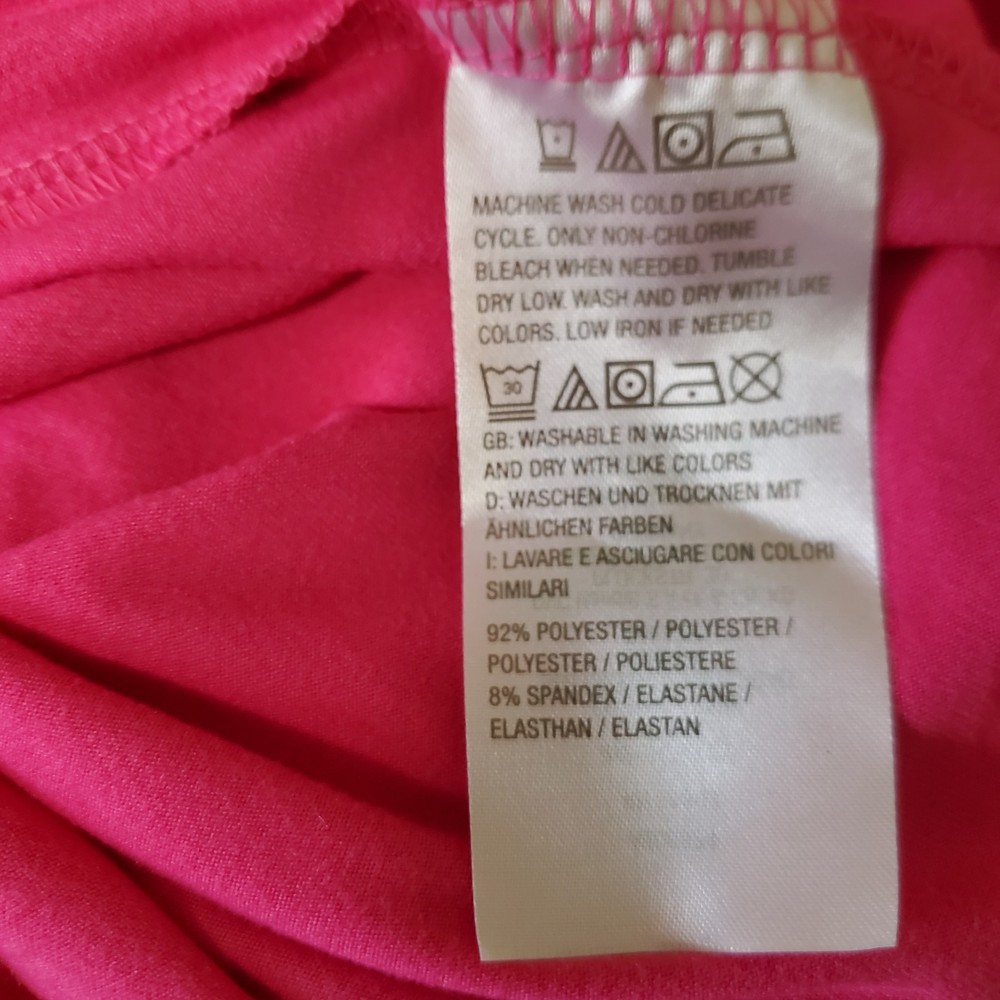 MACHINE WASH COLD DELICATE
CYCLE. ONLY NON-CHLORINE
BLEACH WHEN NEEDED. TUMBLE
DRY LOW. WASH AND DRY WITH LIKE
COLORS. LOW IRON IF NEEDED
30
GB: WASHABLE IN WASHING MACHINE
AND DRY WITH LIKE COLORS
D: WASCHEN UND TROCKNEN MIT
ÄHNLICHEN FARBEN
I: LAVARE E ASCIUGARE CON COLORI
SIMILARI
92% POLYESTER / POLYESTER /
POLYESTER / POLIESTERE
8% SPANDEX / ELASTANE /
ELASTHAN / ELASTAN